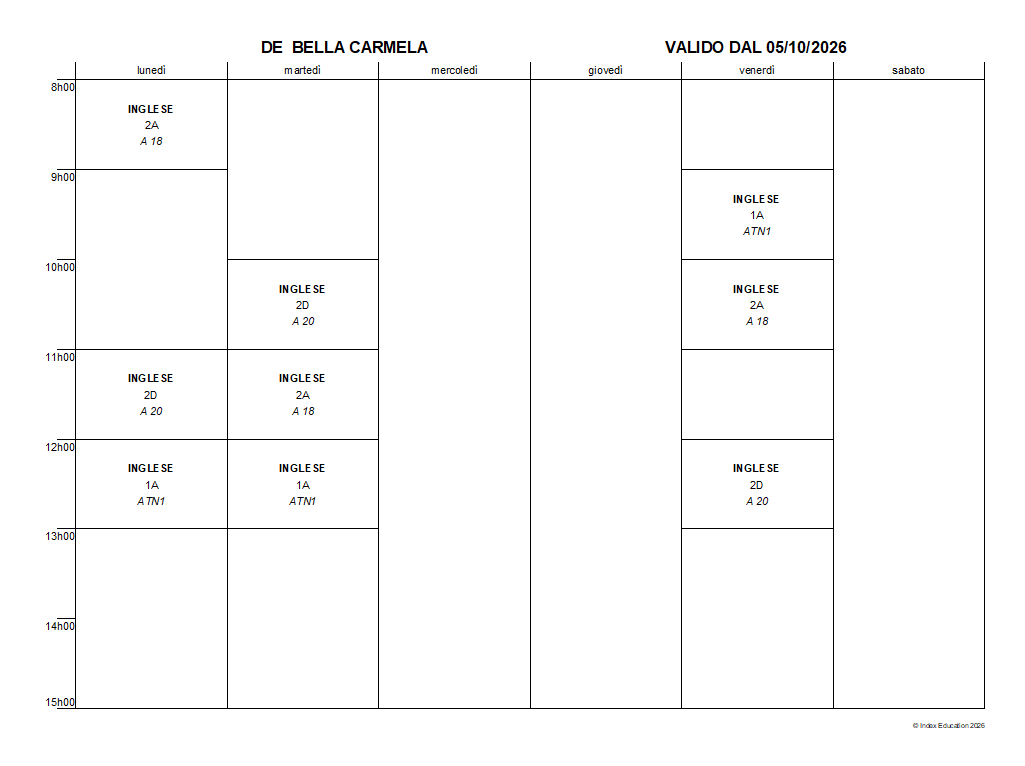 DE  BELLA CARMELA
VALIDO DAL 05/10/2026
lunedì martedì mercoledì giovedì venerdì sabato
8h00
INGLESE
2A
A 18
9h00
INGLESE
1A
ATN1
10h00
INGLESE INGLESE
2D 2A
A 20 A 18
11h00
INGLESE INGLESE
2D 2A
A 20 A 18
12h00
INGLESE INGLESE INGLESE
1A 1A 2D
ATN1 ATN1 A 20
13h00
14h00
15h00
© Index Education 2026